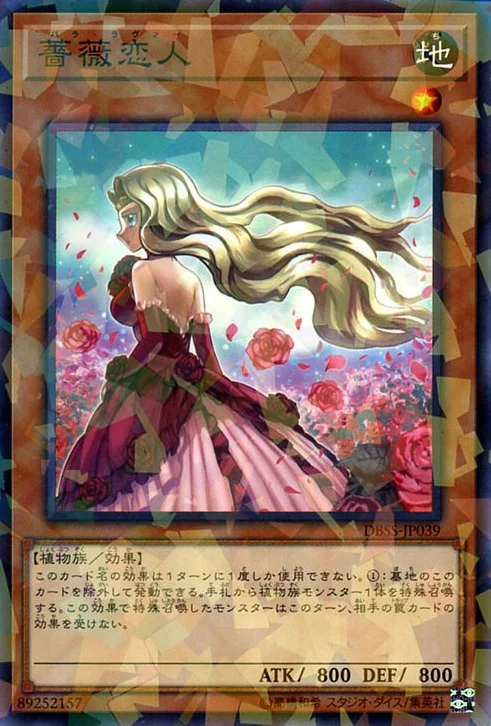 薔薇恋人
地
DBSS-JP039
【植物族/効果】
このカード名の効果は1ターンに1度しか使用できない。①:墓地のこの
カードを除外して発動できる。手札から植物族モンスター1体を特殊召喚
する。この効果で特殊召喚したモンスターはこのターン、相手の罠カードの
効果を受けない。
ATK/ 800 DEF/ 800
89252157
©高橋和希 スタジオ・ダイス/集英社